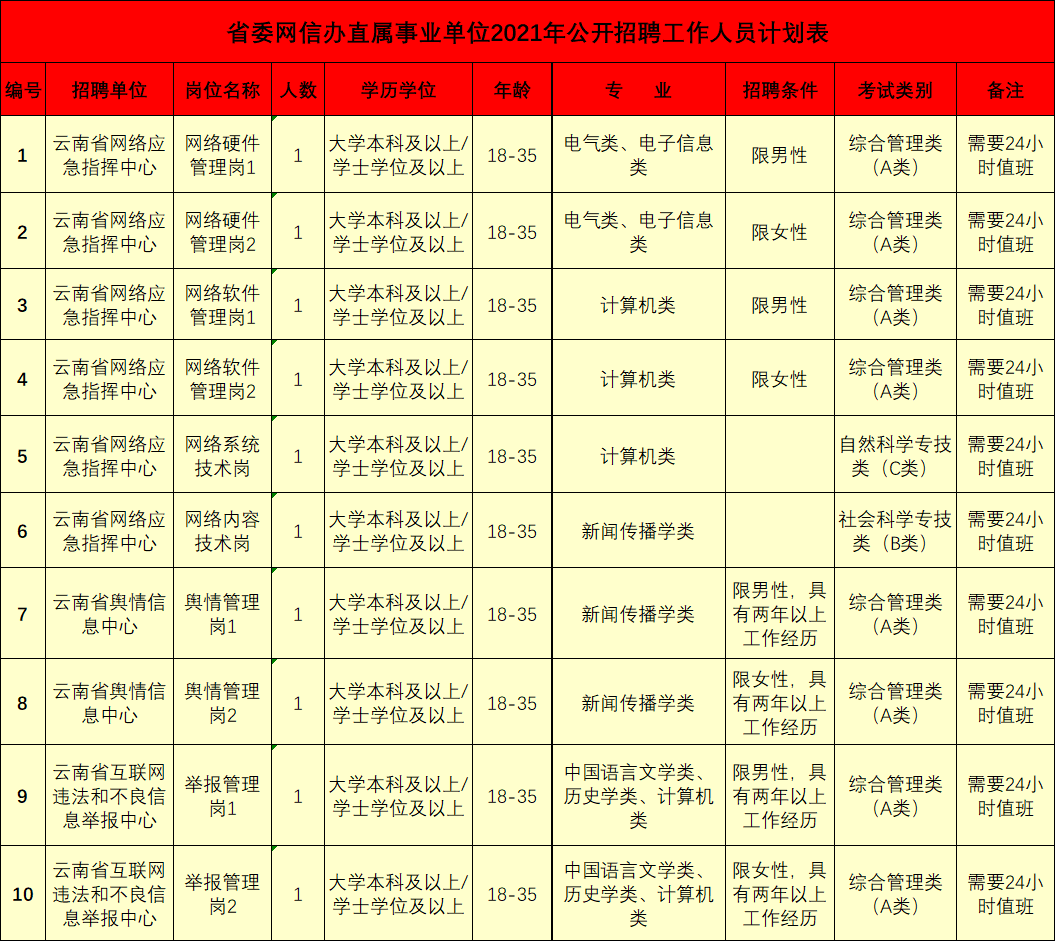 省委网信办直属事业单位2021年公开招聘工作人员计划表
编号 招聘单位 岗位名称 人数 学历学位 年龄 专 业 招聘条件 考试类别 备注
1 云南省网络应急指挥中心 网络硬件管理岗1 1 大学本科及以上/学士学位及以上 18-35 电气类、电子信息类 限男性 综合管理类（A类） 需要24小时值班
2 云南省网络应急指挥中心 网络硬件管理岗2 1 大学本科及以上/学士学位及以上 18-35 电气类、电子信息类 限女性 综合管理类（A类） 需要24小时值班
3 云南省网络应急指挥中心 网络软件管理岗1 1 大学本科及以上/学士学位及以上 18-35 计算机类 限男性 综合管理类（A类） 需要24小时值班
4 云南省网络应急指挥中心 网络软件管理岗2 1 大学本科及以上/学士学位及以上 18-35 计算机类 限女性 综合管理类（A类） 需要24小时值班
5 云南省网络应急指挥中心 网络系统技术岗 1 大学本科及以上/学士学位及以上 18-35 计算机类 自然科学专技类（C类） 需要24小时值班
6 云南省网络应急指挥中心 网络内容技术岗 1 大学本科及以上/学士学位及以上 18-35 新闻传播学类 社会科学专技类（B类） 需要24小时值班
7 云南省舆情信息中心 舆情管理岗1 1 大学本科及以上/学士学位及以上 18-35 新闻传播学类 限男性，具有两年以上工作经历 综合管理类（A类） 需要24小时值班
8 云南省舆情信息中心 舆情管理岗2 1 大学本科及以上/学士学位及以上 18-35 新闻传播学类 限女性，具有两年以上工作经历 综合管理类（A类） 需要24小时值班
9 云南省互联网违法和不良信息举报中心 举报管理岗1 1 大学本科及以上/学士学位及以上 18-35 中国语言文学类、历史学类、计算机类 限男性，具有两年以上工作经历 综合管理类（A类） 需要24小时值班
10 云南省互联网违法和不良信息举报中心 举报管理岗2 1 大学本科及以上/学士学位及以上 18-35 中国语言文学类、历史学类、计算机类 限女性，具有两年以上工作经历 综合管理类（A类） 需要24小时值班